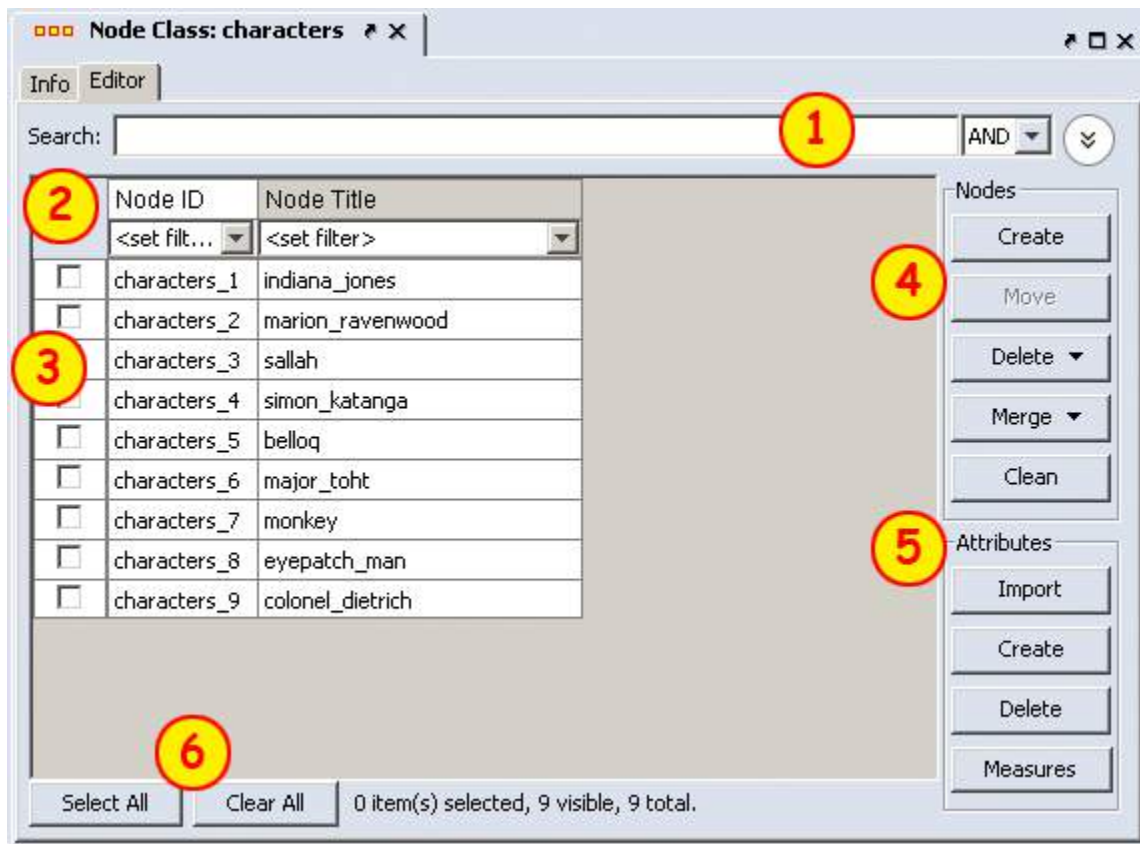 Node Class: characters
Info Editor
Search: 1 AND
2 Node ID Node Title
<set filt... <set filter>
characters_1 indiana_jones
characters_2 marion_ravenwood
3 characters_3 sallah
characters_4 simon_katanga
characters_5 belloq
characters_6 major_toht
characters_7 monkey
characters_8 eyepatch_man
characters_9 colonel_dietrich
Nodes
Create
4 Move
Delete
Merge
Clean
5 Attributes
Import
Create
Delete
Measures
6
Select All Clear All 0 item(s) selected, 9 visible, 9 total.